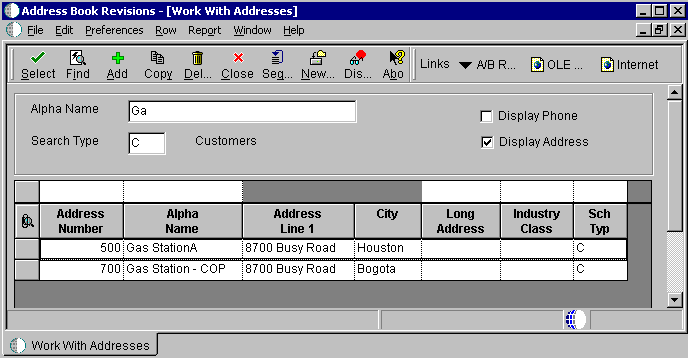 Address Book Revisions - [Work With Addresses]
File Edit Preferences Row Report Window Help
Select Find Add Copy Del... Close Seq... New... Dis... Abo Links A/B R... OLE ... Internet
Alpha Name Ga Display Phone
Search Type C Customers Display Address
Address Number Alpha Name Address Line 1 City Long Address Industry Class Sch Typ
500 Gas StationA 8700 Busy Road Houston C
700 Gas Station - COP 8700 Busy Road Bogota C
Work With Addresses